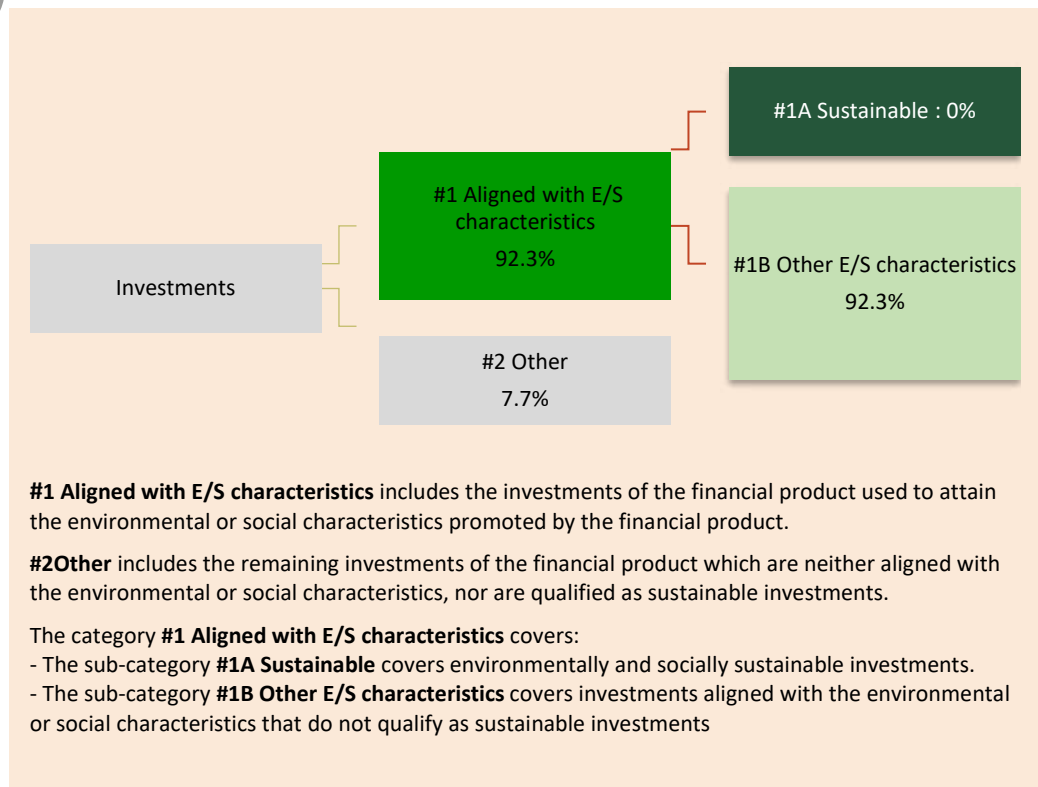 #1A Sustainable : 0%
#1 Aligned with E/S
characteristics
92.3%
#1B Other E/S characteristics
92.3%
Investments
#2 Other
7.7%
#1 Aligned with E/S characteristics includes the investments of the financial product used to attain
the environmental or social characteristics promoted by the financial product.
#2Other includes the remaining investments of the financial product which are neither aligned with
the environmental or social characteristics, nor are qualified as sustainable investments.
The category #1 Aligned with E/S characteristics covers:
- The sub-category #1A Sustainable covers environmentally and socially sustainable investments.
- The sub-category #1B Other E/S characteristics covers investments aligned with the environmental
or social characteristics that do not qualify as sustainable investments